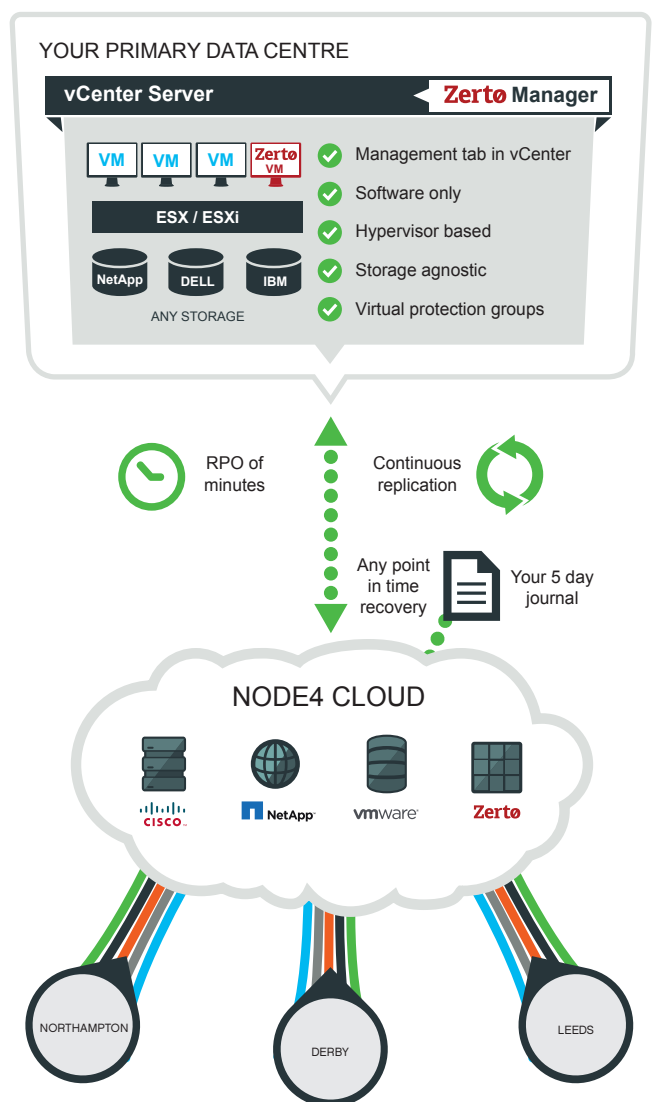 YOUR PRIMARY DATA CENTRE
vCenter Server
Zertø Manager
VM
VM
VM
Zertø
VM
ESX / ESXi
NetApp
DELL
IBM
ANY STORAGE
Management tab in vCenter
Software only
Hypervisor based
Storage agnostic
Virtual protection groups
RPO of
minutes
Continuous
replication
Any point
in time
recovery
Your 5 day
journal
NODE4 CLOUD
CISCO
NetApp
vmware
Zertø
NORTHAMPTON
DERBY
LEEDS